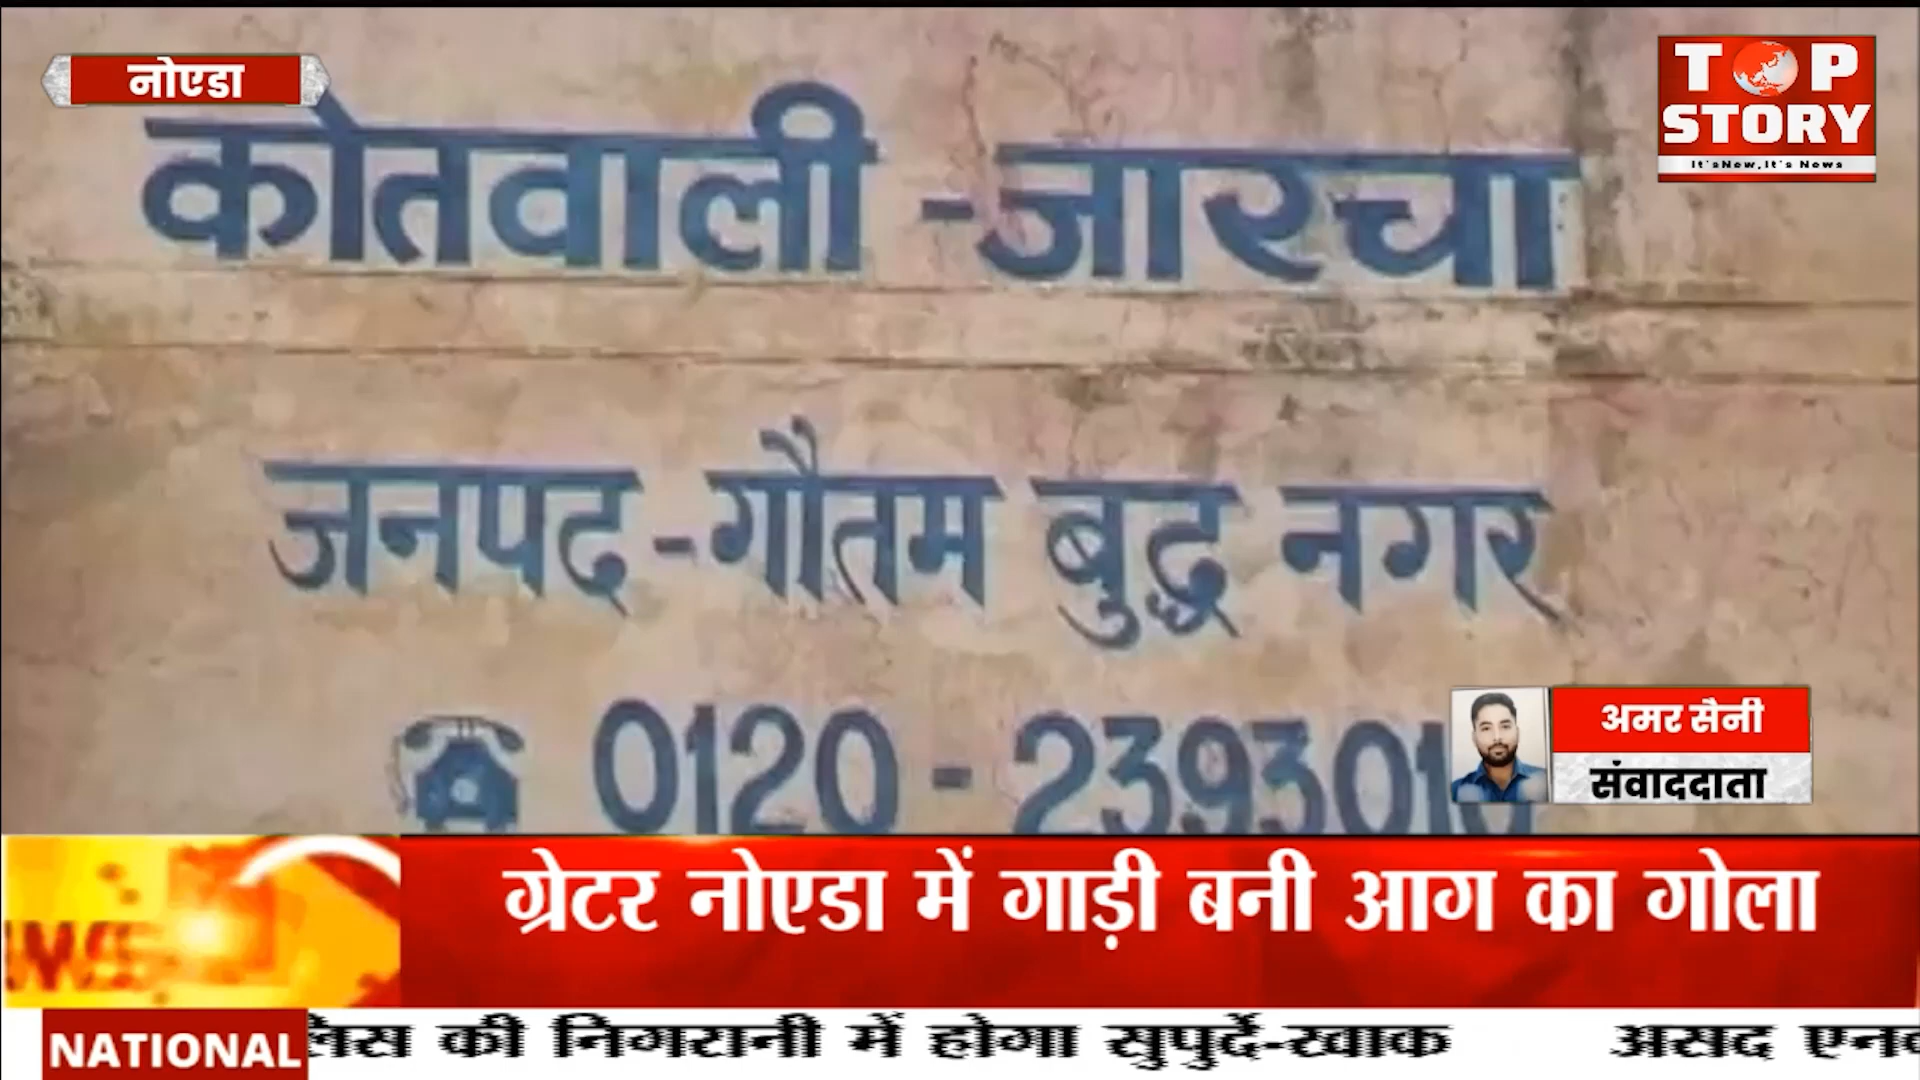 नोएडा
TOP
STORY
It'sNew,It's News
कोतवाली -जारचा
जनपद -गौतम बुद्ध नगर
0120 - 239301
अमर सैनी
संवाददाता
ग्रेटर नोएडा में गाड़ी बनी आग का गोला
NATIONAL
की निगरानी में होगा सुपुर्दे-खाक असद